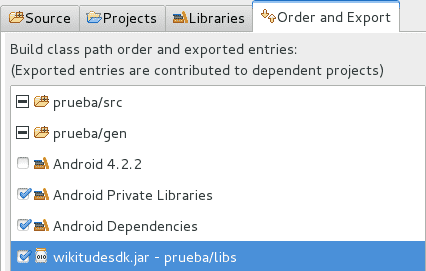 Source Projects Libraries Order and Export
Build class path order and exported entries:
(Exported entries are contributed to dependent projects)
prueba/src
prueba/gen
Android 4.2.2
Android Private Libraries
Android Dependencies
wikitudesdk.jar - prueba/libs